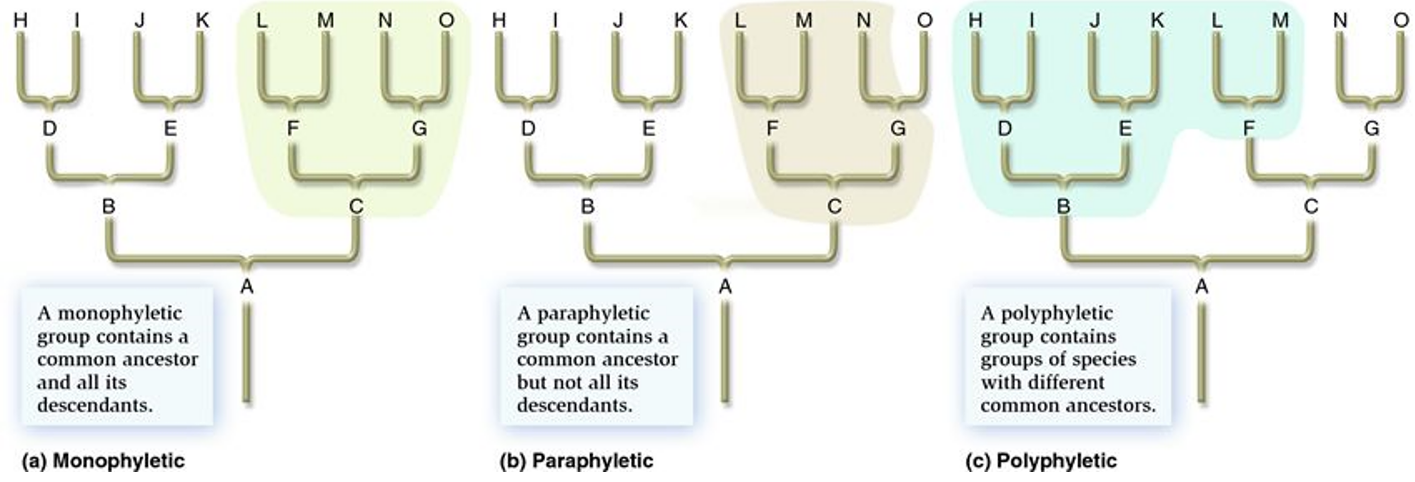 H I J K L M N O H I J K L M N O H I J K L M N O
D E F G D E F G D E F G
B C B C B C
A A A
A monophyletic
group contains a
common ancestor
and all its
descendants.
A paraphyletic
group contains a
common ancestor
but not all its
descendants.
A polyphyletic
group contains
groups of species
with different
common ancestors.
(a) Monophyletic (b) Paraphyletic (c) Polyphyletic